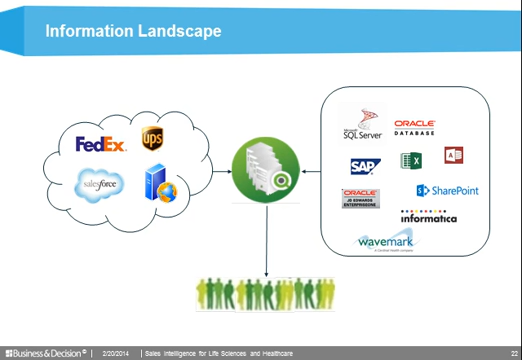 Information Landscape
FedEx.
ups
salesforce
Microsoft
SQL Server
ORACLE
DATABASE
SAP
SharePoint
ORACLE
JD EDWARDS
ENTERPRISEONE
informatica
wavemark
Business & Decision
2/20/2014
Sales Intelligence for Life Sciences and Healthcare
22